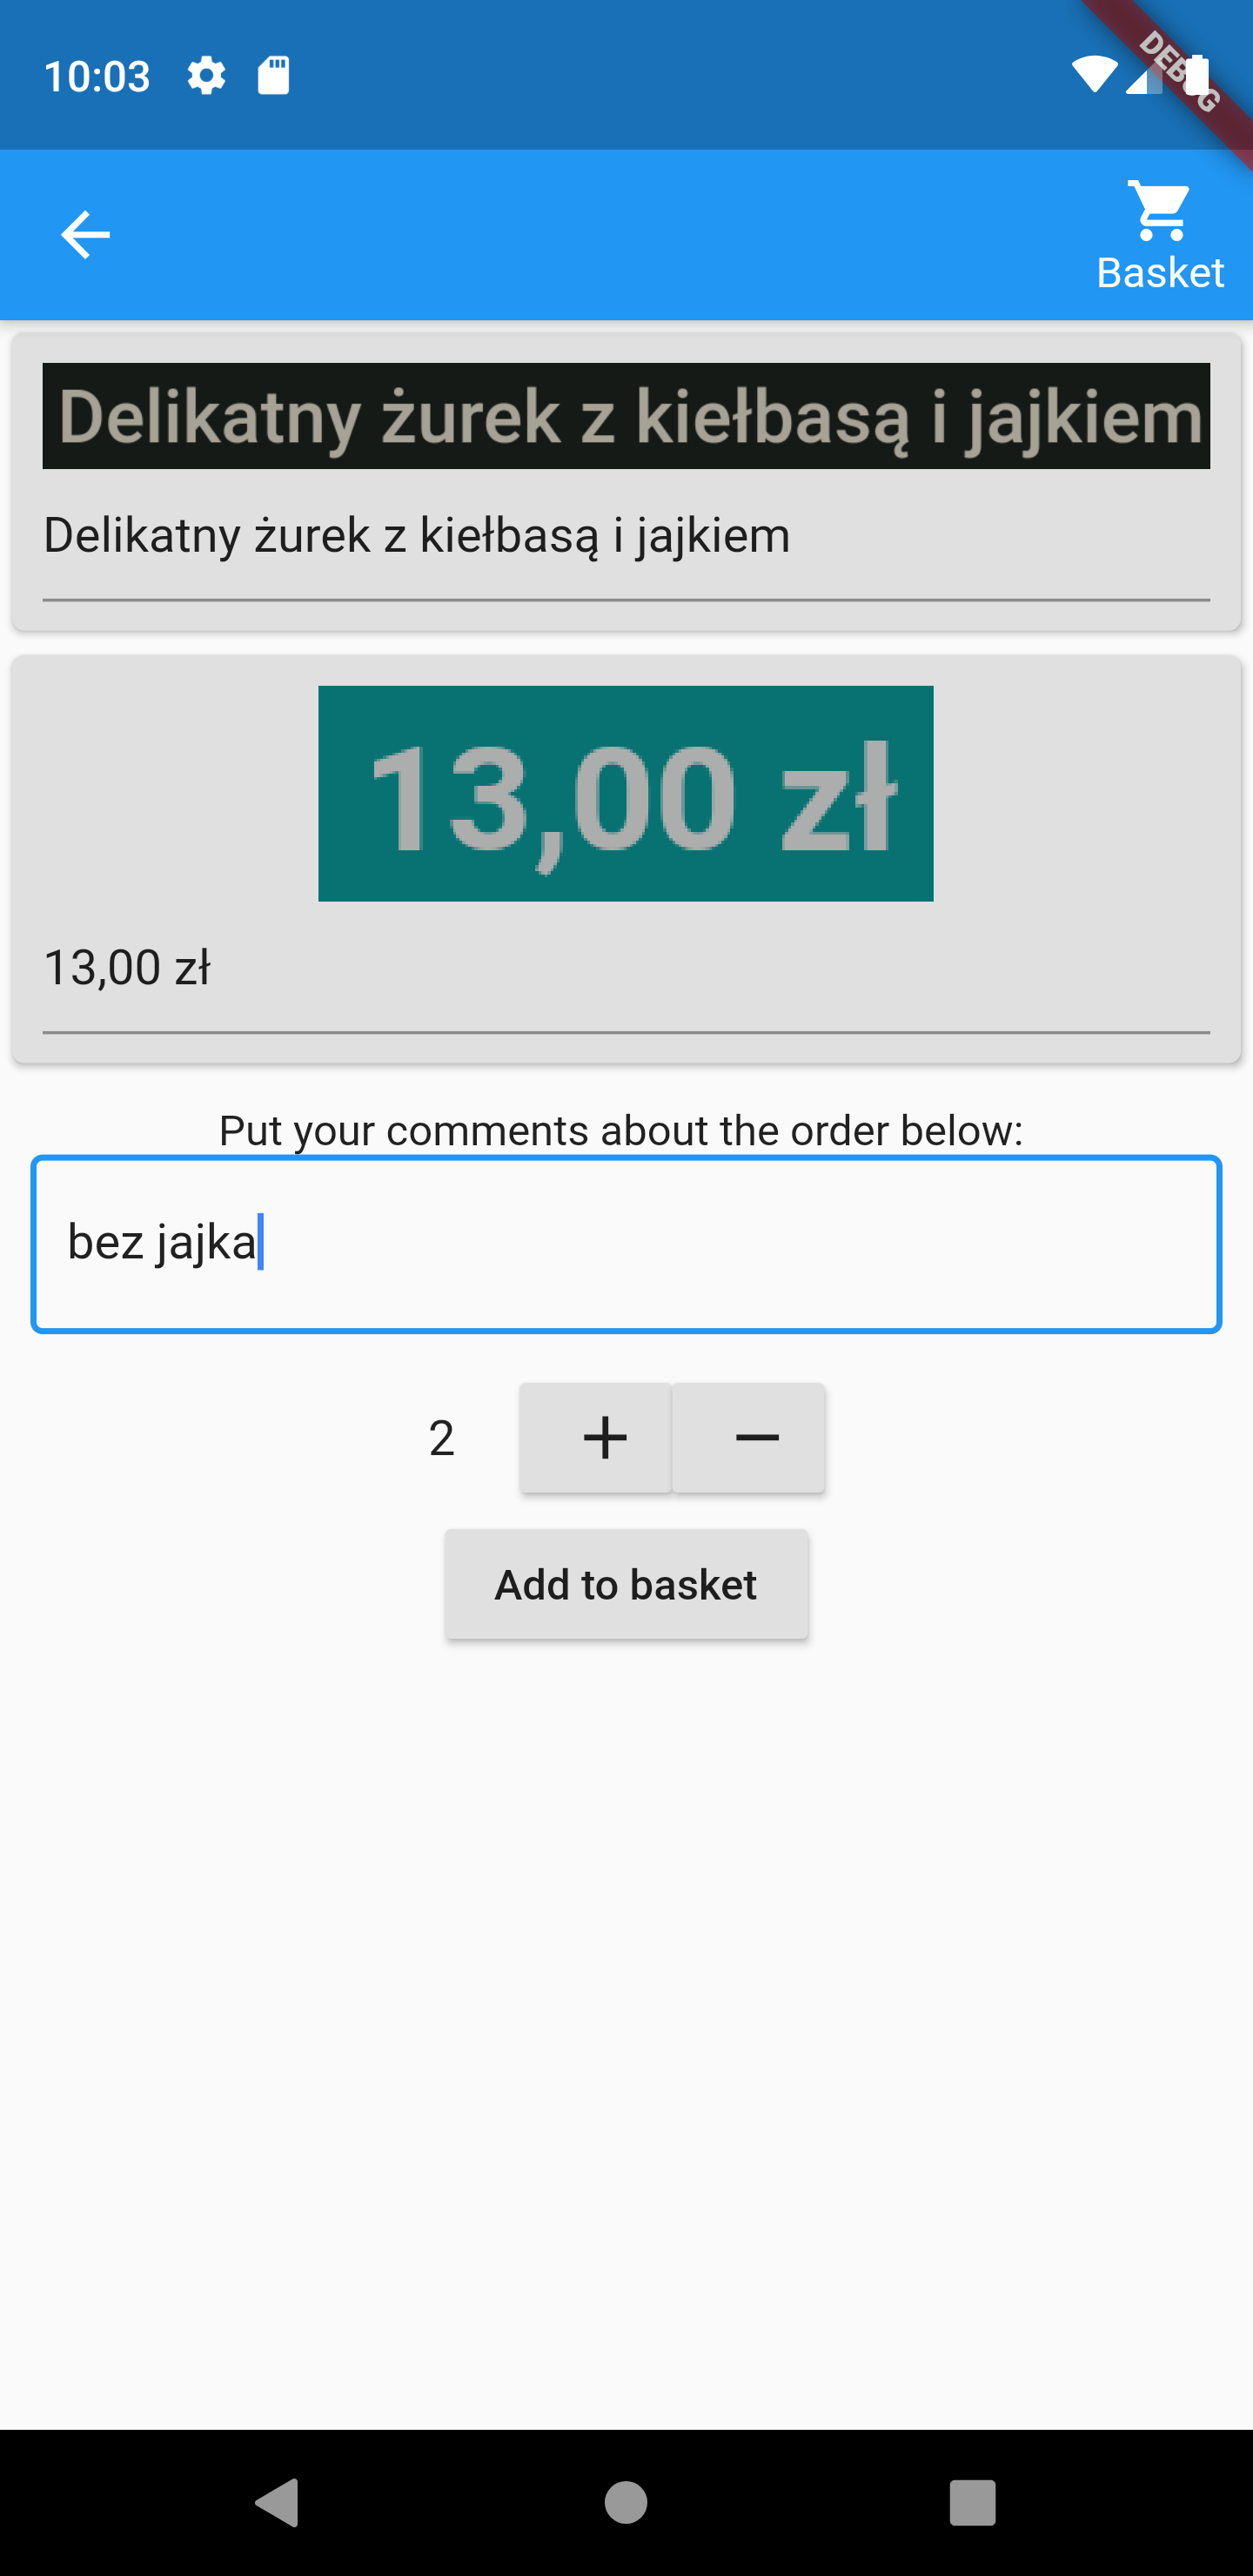 10:03
DEBUG
Basket
Delikatny żurek z kiełbasą i jajkiem
Delikatny żurek z kiełbasą i jajkiem
13,00 zł
13,00 zł
Put your comments about the order below:
bez jajka
2 + −
Add to basket